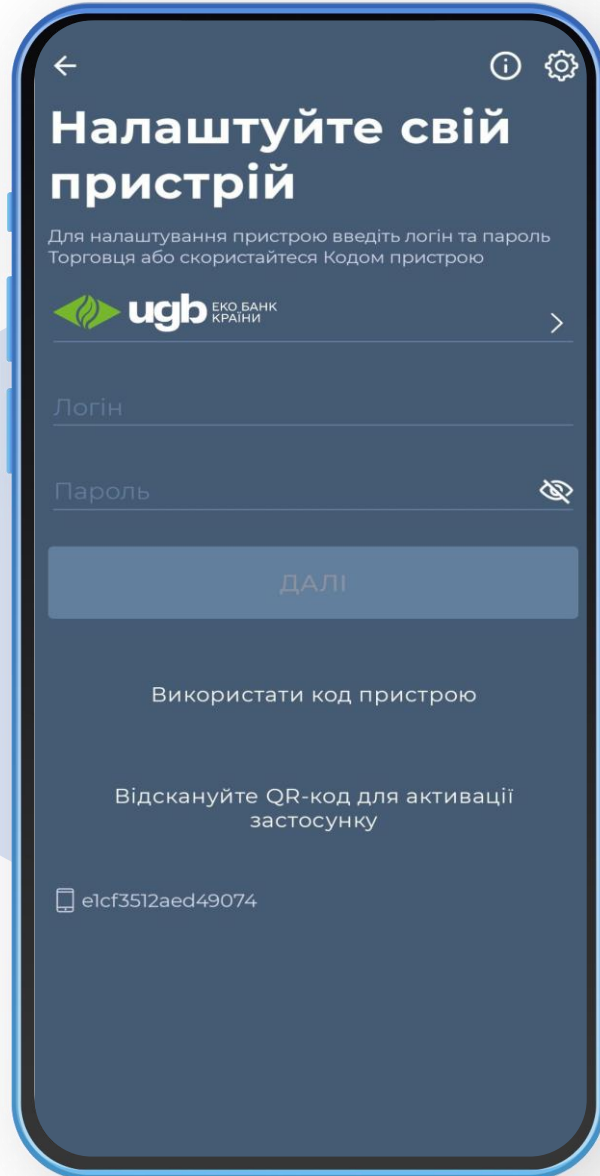 Налаштуйте свій
пристрій
Для налаштування пристрою введіть логін та пароль
Торговця або скористайтеся Кодом пристрою
ugb ЕКО БАНК
КРАЇНИ
Логін
Пароль
ДАЛІ
Використати код пристрою
Відскануйте QR-код для активації
застосунку
e1cf3512aed49074